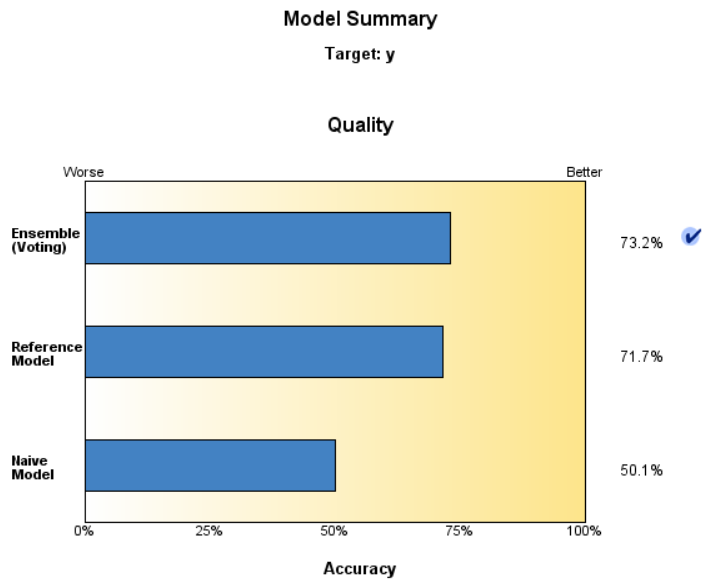 Model Summary
Target: y
Quality
Worse
Better
Ensemble
(Voting)
73.2%
Reference
Model
71.7%
Naive
Model
50.1%
0%
25%
50%
75%
100%
Accuracy